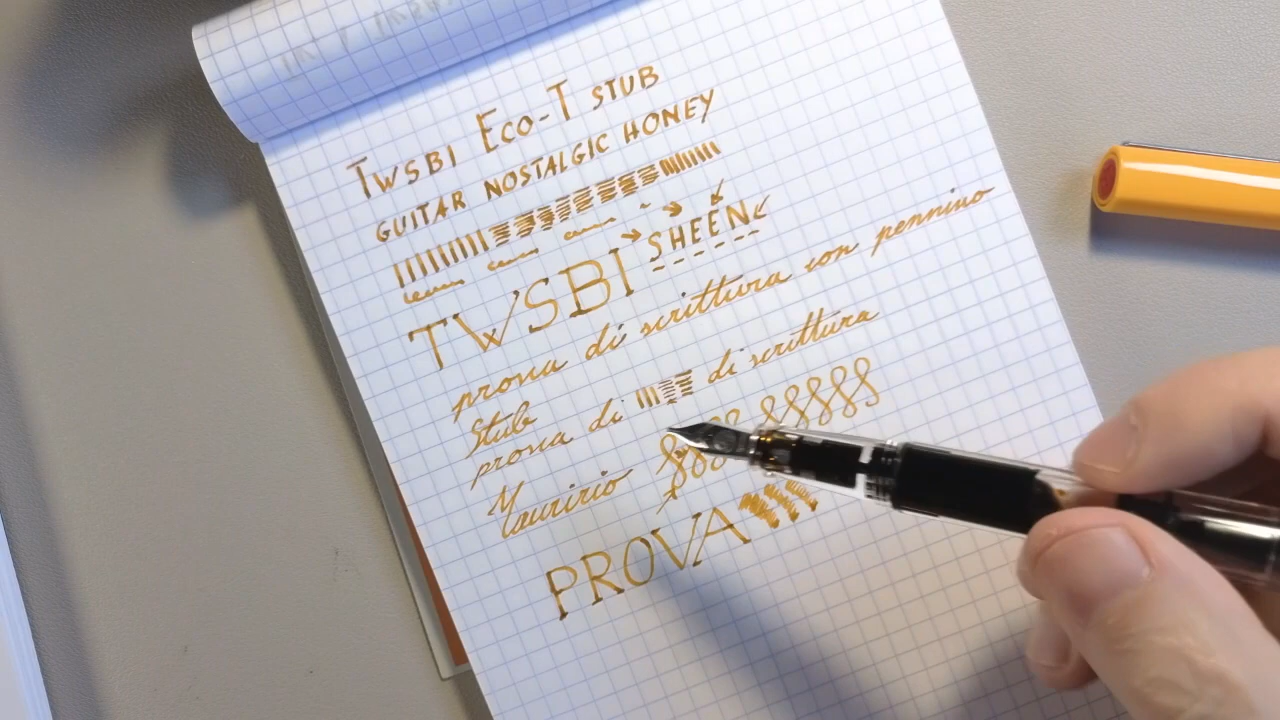 TWSBI ECO-T STUB
GUITAR NOSTALGIC HONEY
SHEEN
TWSBI
prova di scrittura con pennino
stub
prova di di scrittura
Maurizio
PROVA